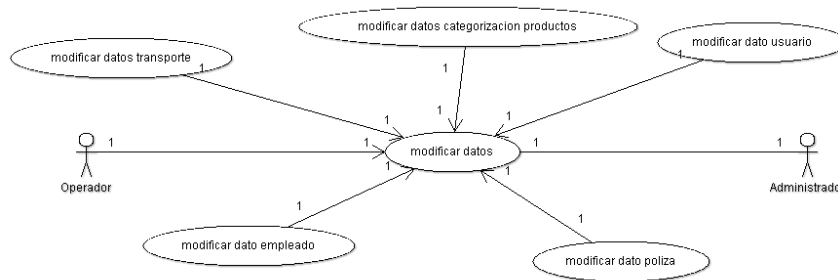 modificar datos categorizacion productos
modificar dato usuario
modificar datos transporte
1
1
1
1
1
1
1
1
modificar datos
1
1
1
1
1
Operador
Administrado
1
1
modificar dato empleado
modificar dato poliza